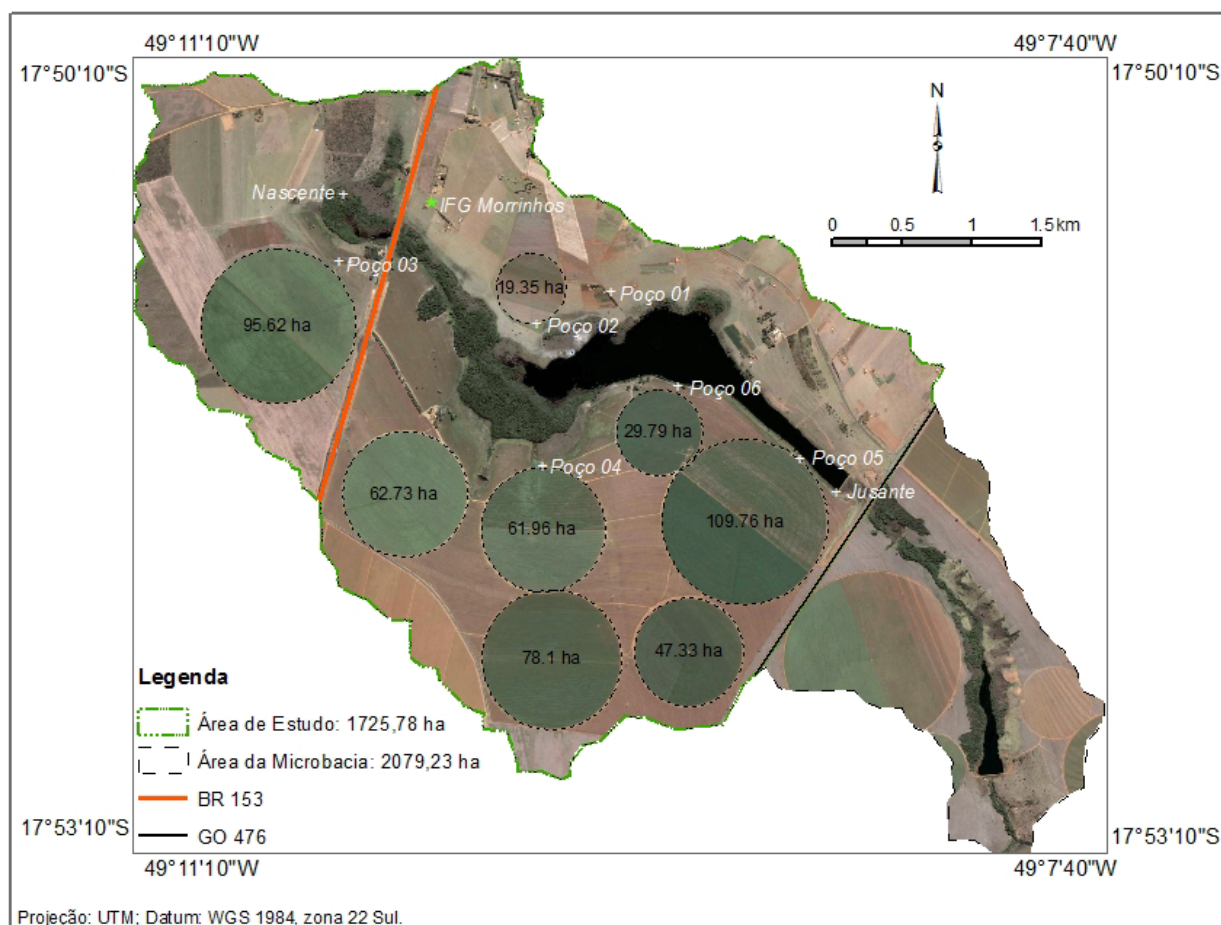 49°11'10"W
49°7'40"W
17°50'10"S
17°50'10"S
N
Nascente
IFG Morrinhos
0 0.5 1 1.5 km
Poço 03
19.35 ha
Poço 01
95.62 ha
Poço 02
Poço 06
29.79 ha
Poço 04
Poço 05
62.73 ha
Jusante
61.96 ha
109.76 ha
78.1 ha
47.33 ha
Legenda
Área de Estudo: 1725,78 ha
Área da Microbacia: 2079,23 ha
BR 153
GO 476
17°53'10"S
17°53'10"S
49°11'10"W
49°7'40"W
Projeção: UTM; Datum: WGS 1984, zona 22 Sul.